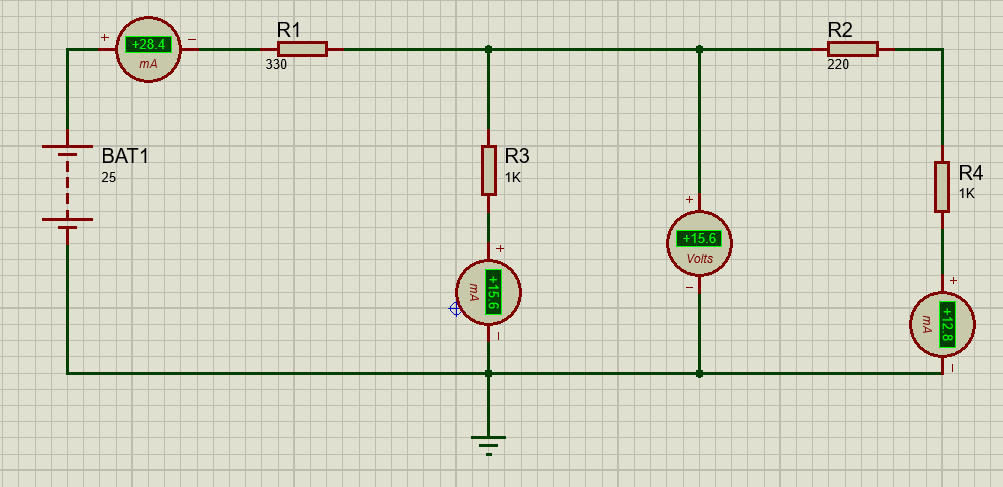 +28.4
mA
R1
330
R2
220
BAT1
25
R3
1K
R4
1K
+15.6
Volts
+15.6
mA
+12.8
mA